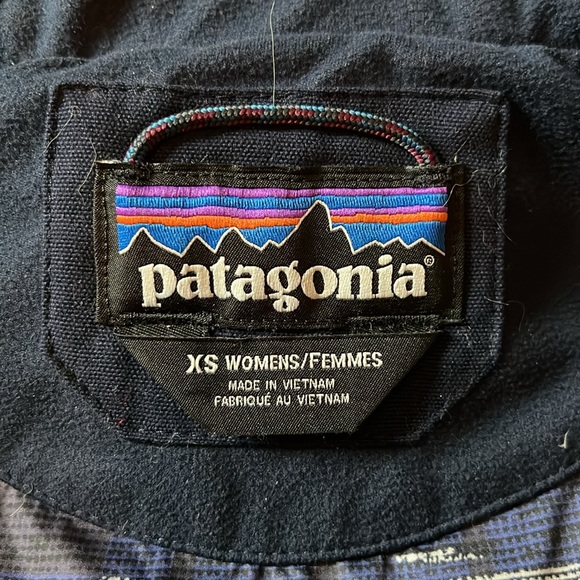 patagonia®
XS WOMENS/FEMMES
MADE IN VIETNAM
FABRIQUÉ AU VIETNAM